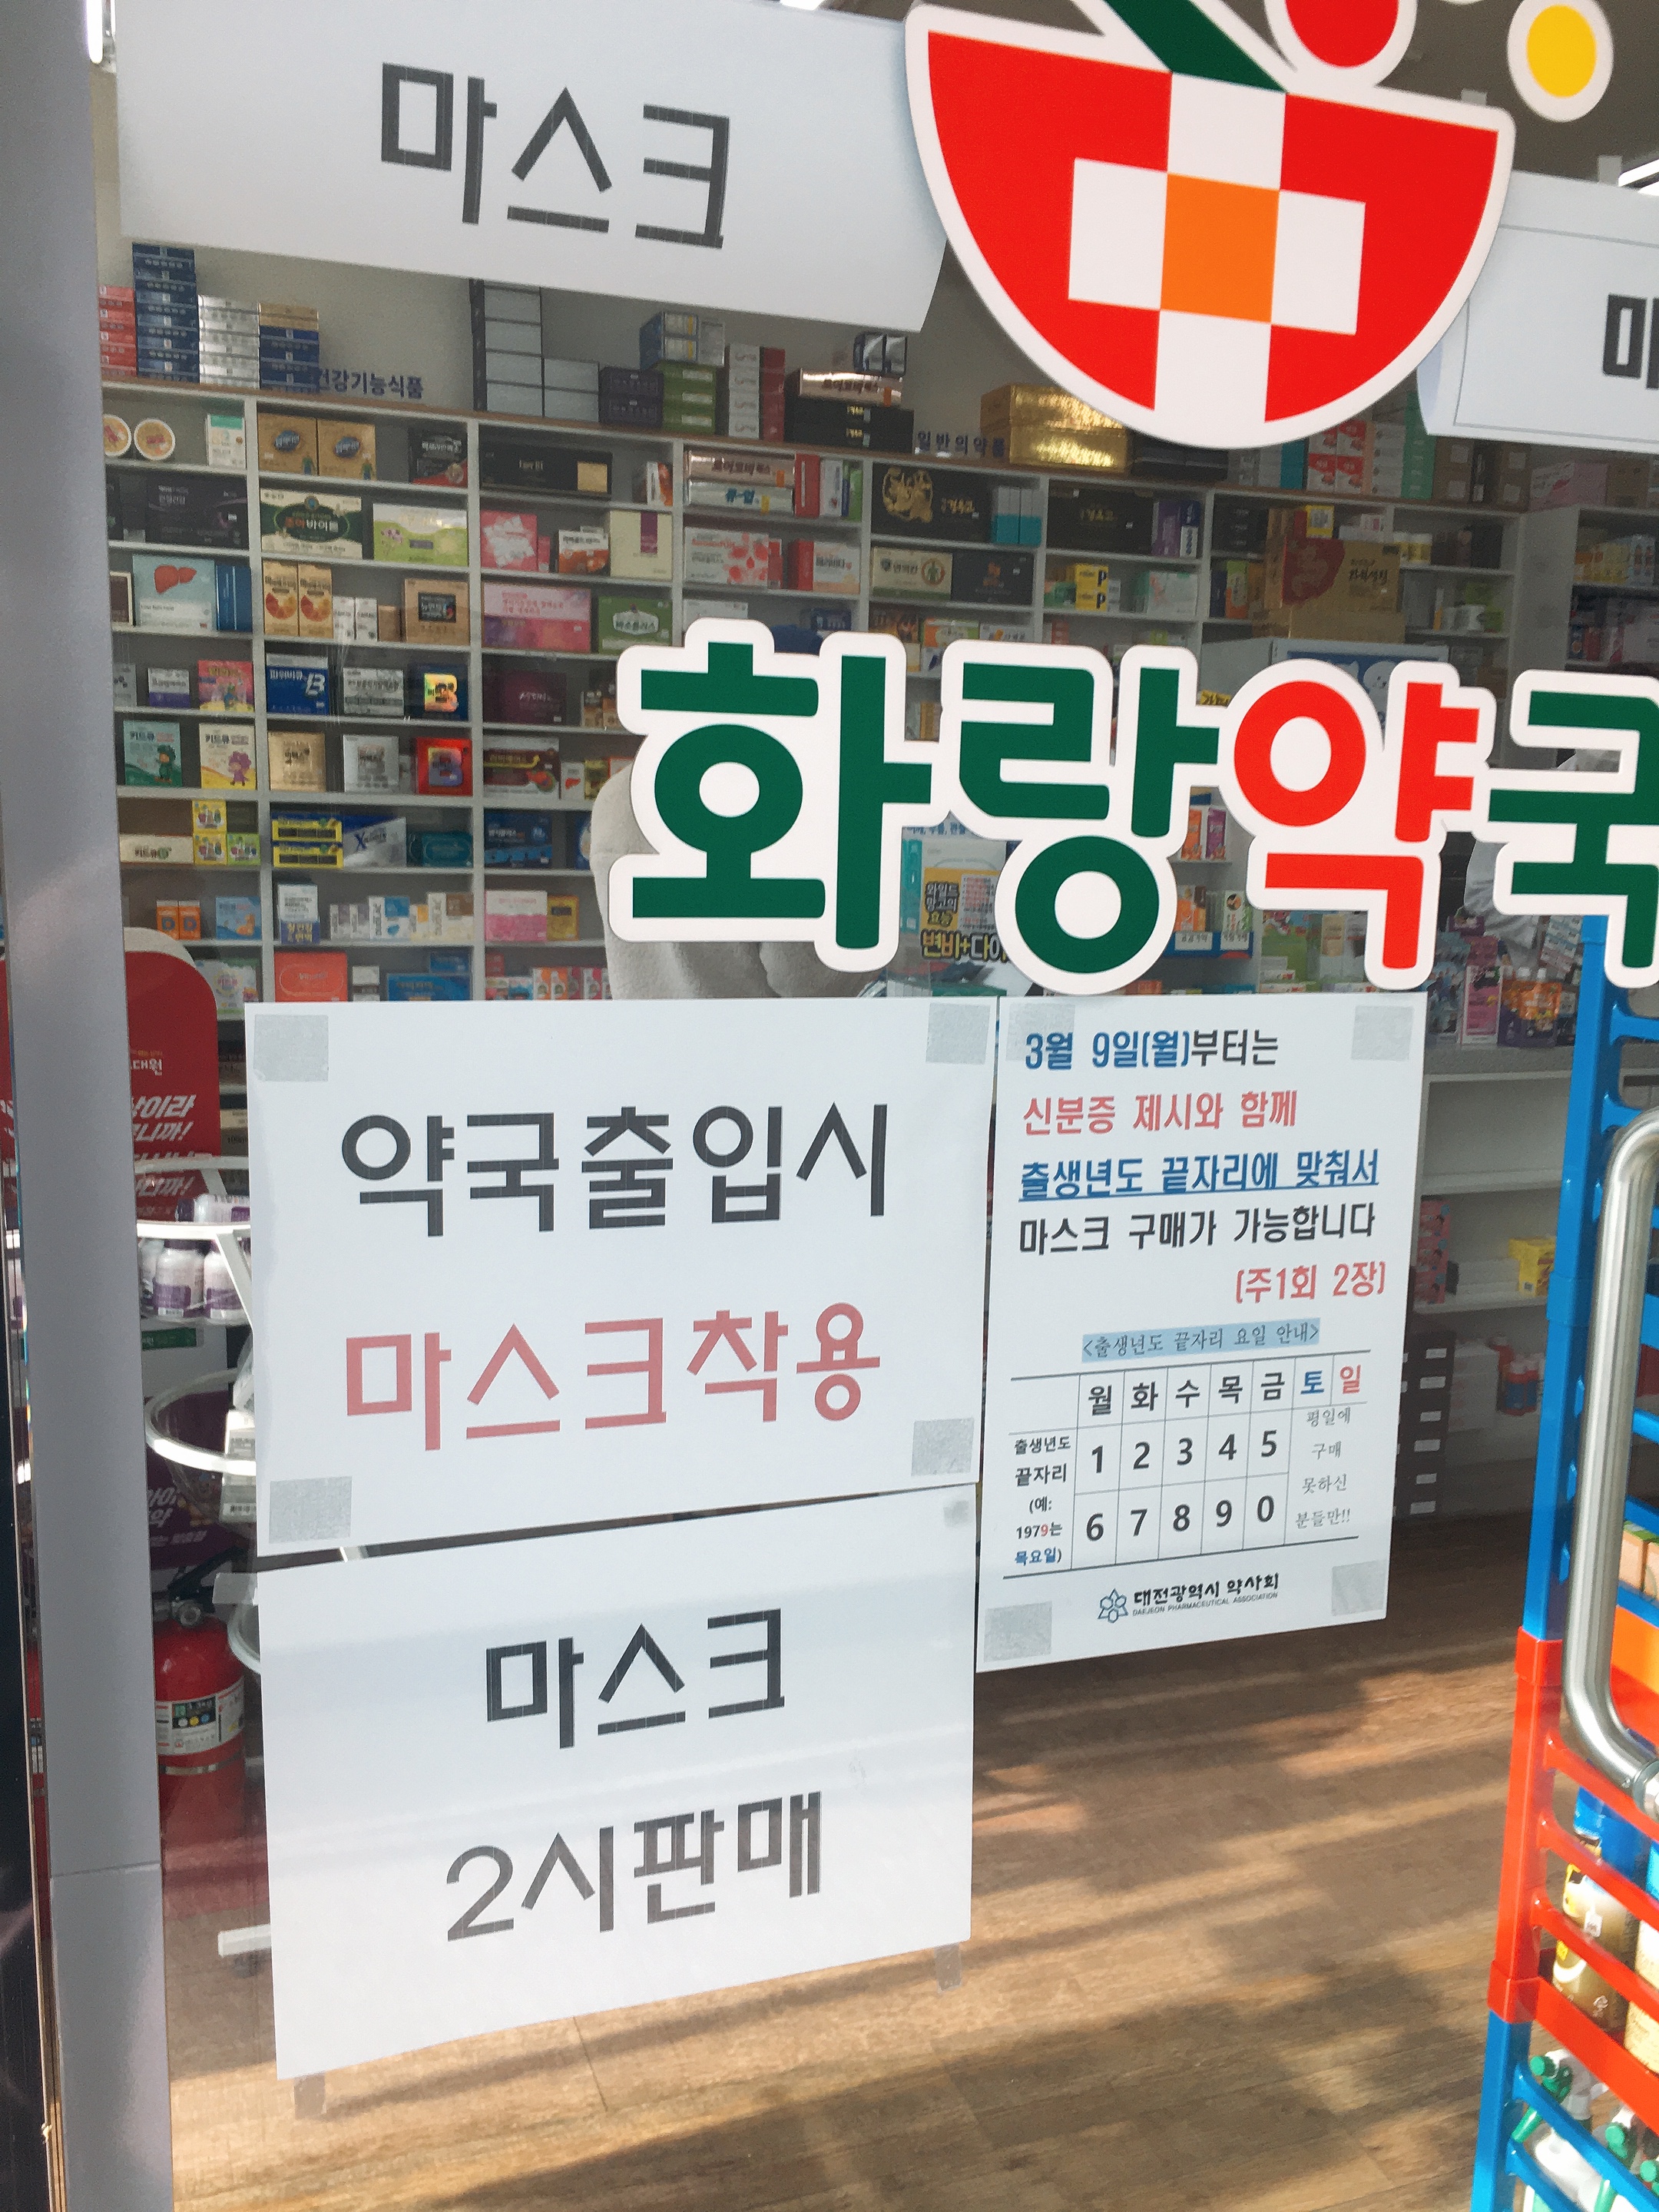 마스크
건강기능식품
일반의약품
화랑약국
약국출입시
마스크착용
마스크
2시판매
3월 9일(월)부터는
신분증 제시와 함께
출생년도 끝자리에 맞춰서
마스크 구매가 가능합니다
(주1회 2장)
<출생년도 끝자리 요일 안내>
월 화 수 목 금 토 일
출생년도 끝자리 (예: 1979는 목요일)
1 2 3 4 5
6 7 8 9 0
평일에
구매
못하신
분들만!!
대전광역시 약사회
DAEJEON PHARMACEUTICAL ASSOCIATION